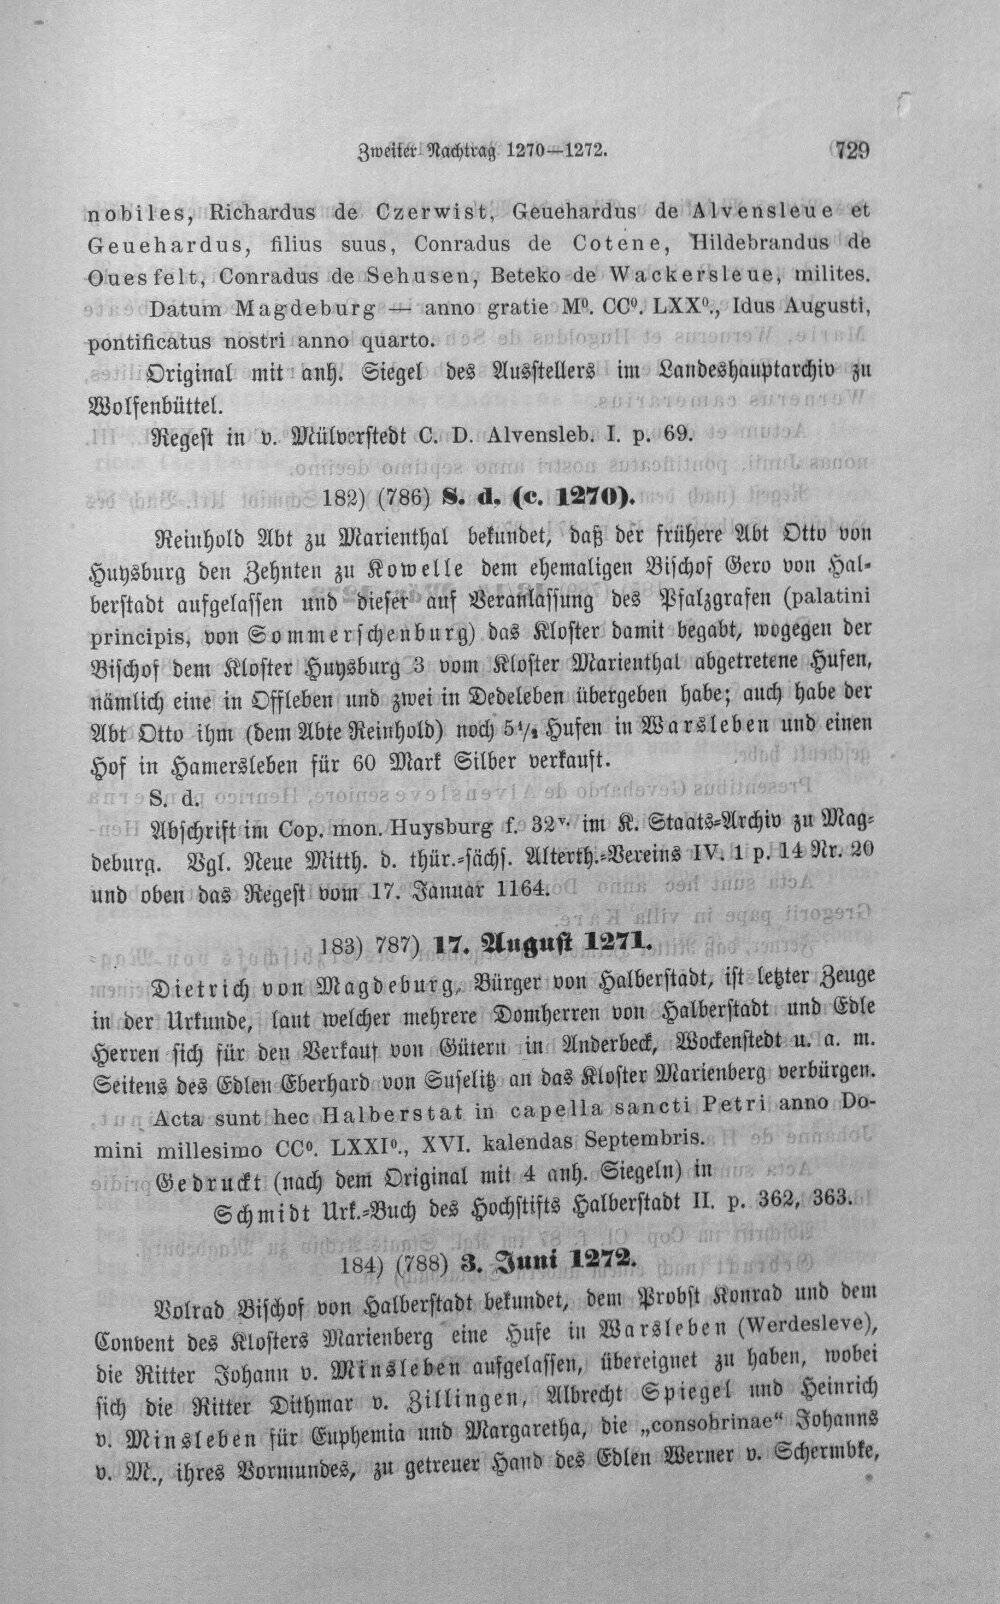 Zweiter Nachtrag 1270—1272. 729
nobiles, Richardus de Czerwist, Geuehardus de Alvensleue et
Geuehardus, filius suus, Conradus de Cotene, Hildebrandus de
Ouesfelt, Conradus de Sehusen, Beteko de Wackersleue, milites.
Datum Magdeburg — anno gratie M⁰. CC⁰. LXX⁰., Idus Augusti,
pontificatus nostri anno quarto.
Original mit anh. Siegel des Ausstellers im Landeshauptarchiv zu
Wolfenbüttel.
Regest in v. Mülverstedt C. D. Alvensleb. I. p. 69.
182) (786) S. d. (c. 1270).
Reinhold Abt zu Marienthal bekundet, daß der frühere Abt Otto von
Huysburg den Zehnten zu Kowelle dem ehemaligen Bischof Gero von Hal-
berstadt aufgelassen und dieser auf Veranlassung des Pfalzgrafen (palatini
principis, von Sommerschenburg) das Kloster damit begabt, wogegen der
Bischof dem Kloster Huysburg 3 vom Kloster Marienthal abgetretene Hufen,
nämlich eine in Offleben und zwei in Dedeleben übergeben habe; auch habe der
Abt Otto ihm (dem Abte Reinhold) noch 5½ Hufen in Warsleben und einen
Hof in Hamersleben für 60 Mark Silber verkauft.
S. d.
Abschrift im Cop. mon. Huysburg f. 32v. im K. Staats-Archiv zu Mag-
deburg. Vgl. Neue Mitth. d. thür.-sächs. Alterth.-Vereins IV. 1 p. 14 Nr. 20
und oben das Regest vom 17. Januar 1164.
183) 787) 17. August 1271.
Dietrich von Magdeburg, Bürger von Halberstadt, ist letzter Zeuge
in der Urkunde, laut welcher mehrere Domherren von Halberstadt und Edle
Herren sich für den Verkauf von Gütern in Anderbeck, Wockenstedt u. a. m.
Seitens des Edlen Eberhard von Suselitz an das Kloster Marienberg verbürgen.
Acta sunt hec Halberstat in capella sancti Petri anno Do-
mini millesimo CC⁰. LXXI⁰., XVI. kalendas Septembris.
Gedruckt (nach dem Original mit 4 anh. Siegeln) in
Schmidt Urk.-Buch des Hochstifts Halberstadt II. p. 362, 363.
184) (788) 3. Juni 1272.
Volrad Bischof von Halberstadt bekundet, dem Probst Konrad und dem
Convent des Klosters Marienberg eine Hufe in Warsleben (Werdesleve),
die Ritter Johann v. Minsleben aufgelassen, übereignet zu haben, wobei
sich die Ritter Dithmar v. Zillingen, Albrecht Spiegel und Heinrich
v. Minsleben für Euphemia und Margaretha, die „consobrinae“ Johanns
v. M., ihres Vormundes, zu getreuer Hand des Edlen Werner v. Schermbke,